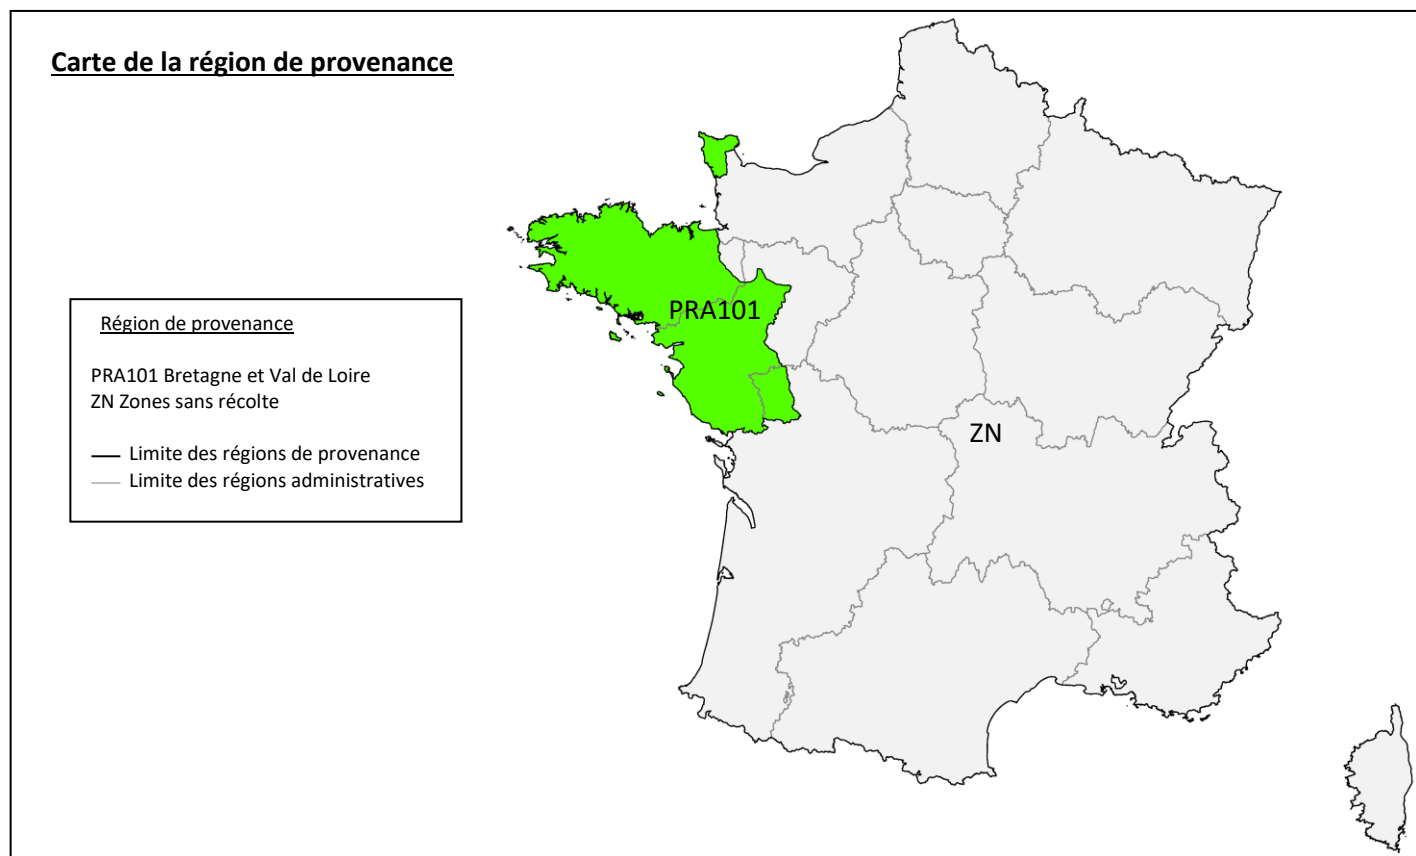 Carte de la région de provenance
Région de provenance
PRA101 Bretagne et Val de Loire
ZN Zones sans récolte
Limite des régions de provenance
Limite des régions administratives
PRA101
ZN